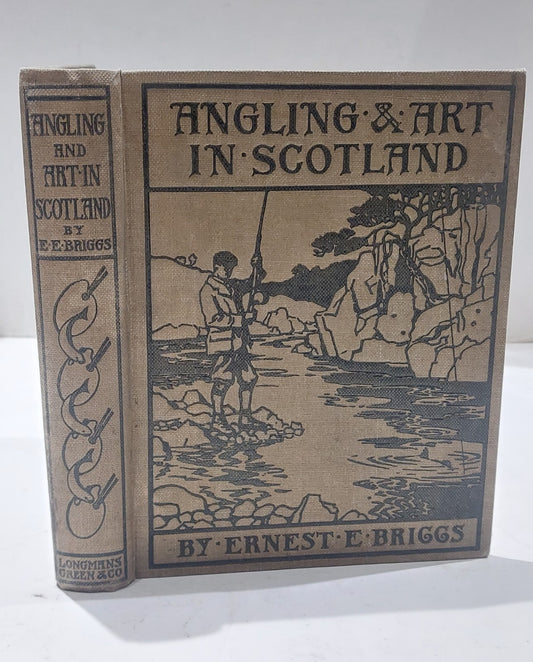 ANGLING
AND
ART·IN
SCOTLAND
BY
E·E·BRIGGS
LONGMANS
GREEN & CO
ANGLING·&·ART
IN·SCOTLAND
BY·ERNEST·E·BRIGGS